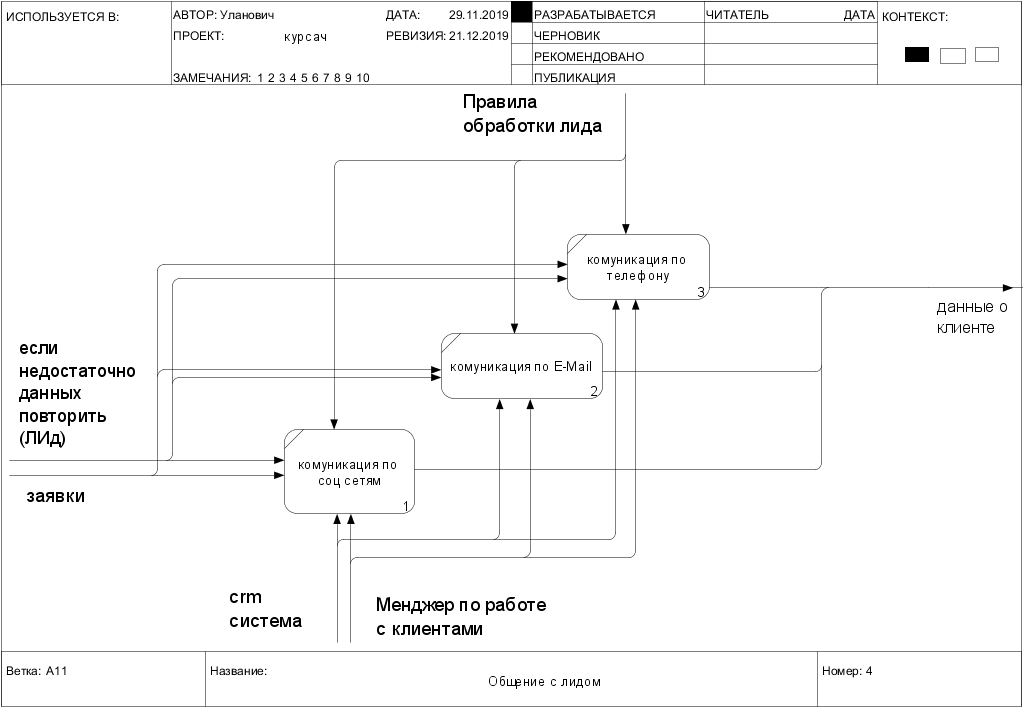 ИСПОЛЬЗУЕТСЯ В:
АВТОР: Уланович
ДАТА: 29.11.2019
ПРОЕКТ: курсач
РЕВИЗИЯ: 21.12.2019
ЗАМЕЧАНИЯ: 1 2 3 4 5 6 7 8 9 10
РАЗРАБАТЫВАЕТСЯ
ЧЕРНОВИК
РЕКОМЕНДОВАНО
ПУБЛИКАЦИЯ
ЧИТАТЕЛЬ ДАТА
КОНТЕКСТ:
Правила
обработки лида
комуникация по
телефону
3
данные о
клиенте
если
недостаточно
данных
повторить
(ЛИд)
комуникация по E-Mail
2
комуникация по
соц сетям
1
заявки
crm
система
Менджер по работе
с клиентами
Ветка: A11
Название:
Общение с лидом
Номер: 4